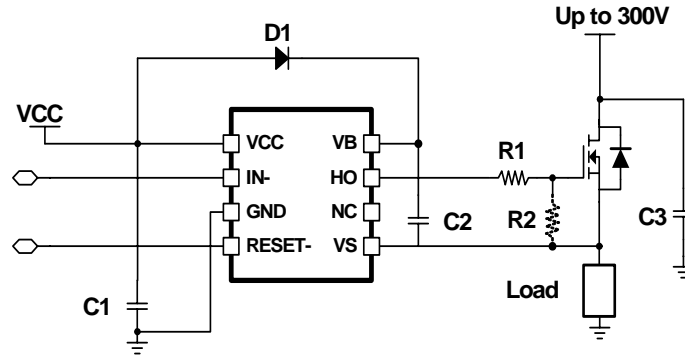 Up to 300V
D1
VCC
VCC
VB
R1
IN-
HO
GND
NC
R2
C3
C2
RESET-
VS
Load
C1